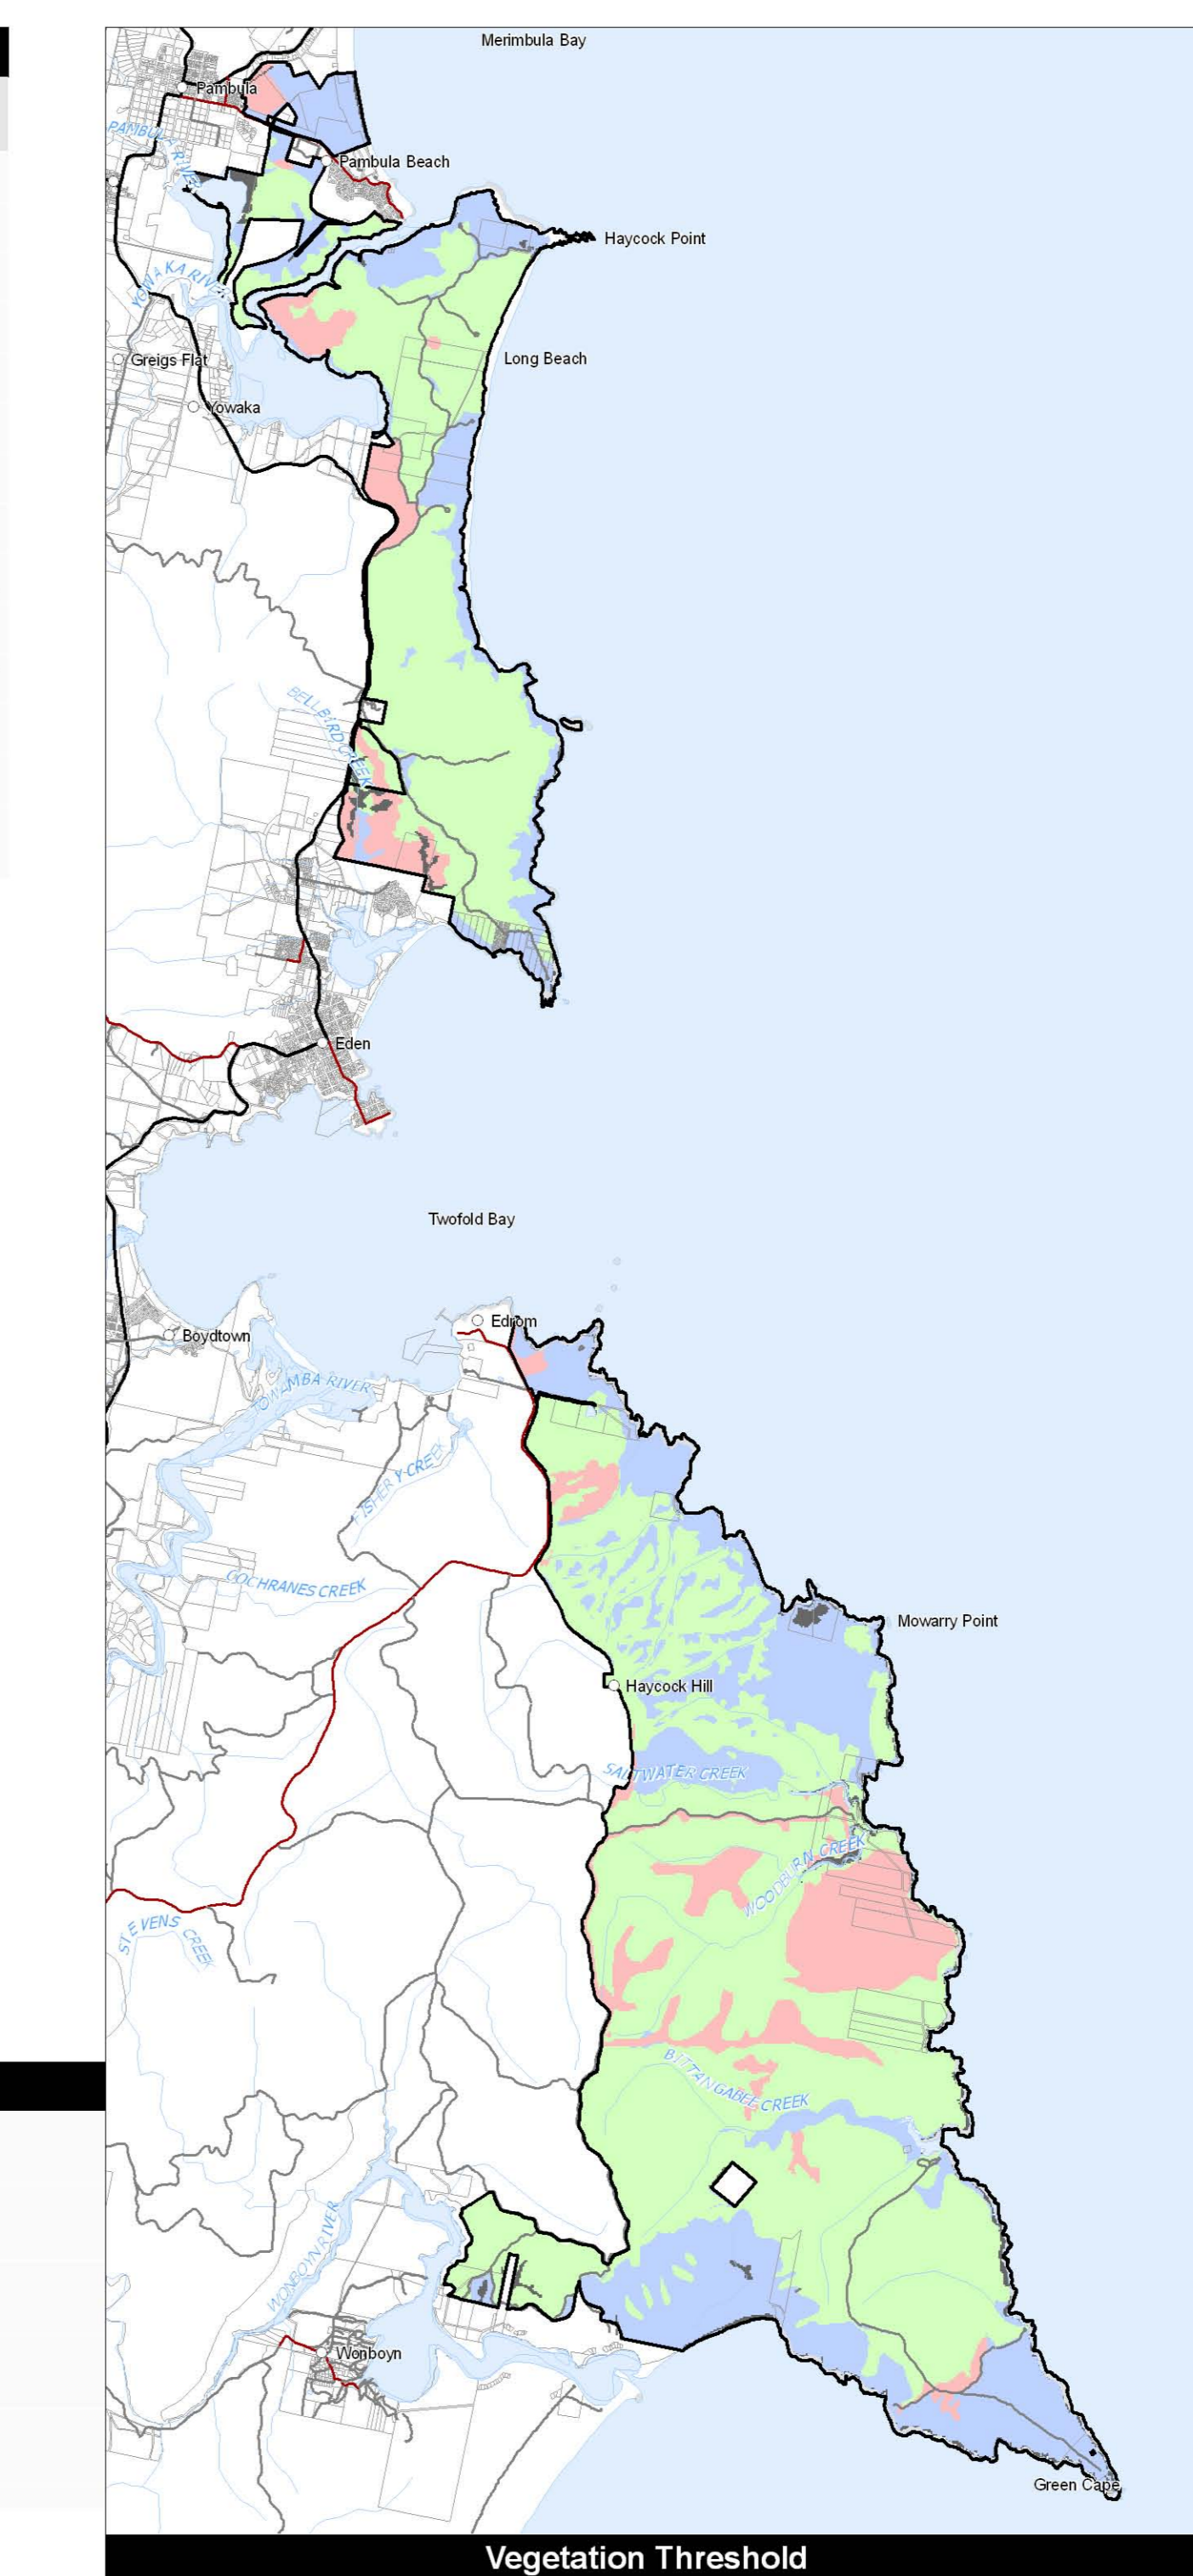 Merimbula Bay
Pambula
PAMBULA RIVER
Pambula Beach
Haycock Point
YOWAKA RIVER
Long Beach
Greigs Flat
Yowaka
BELLBIRD CREEK
Eden
Twofold Bay
Edrom
Boydtown
TOWAMBA RIVER
FISHERY CREEK
COCHRANES CREEK
Mowarry Point
Haycock Hill
SALTWATER CREEK
WOODBURN CREEK
STEVENS CREEK
BITTANGABEE CREEK
WONBOYN RIVER
Wonboyn
Green Cape
Vegetation Threshold